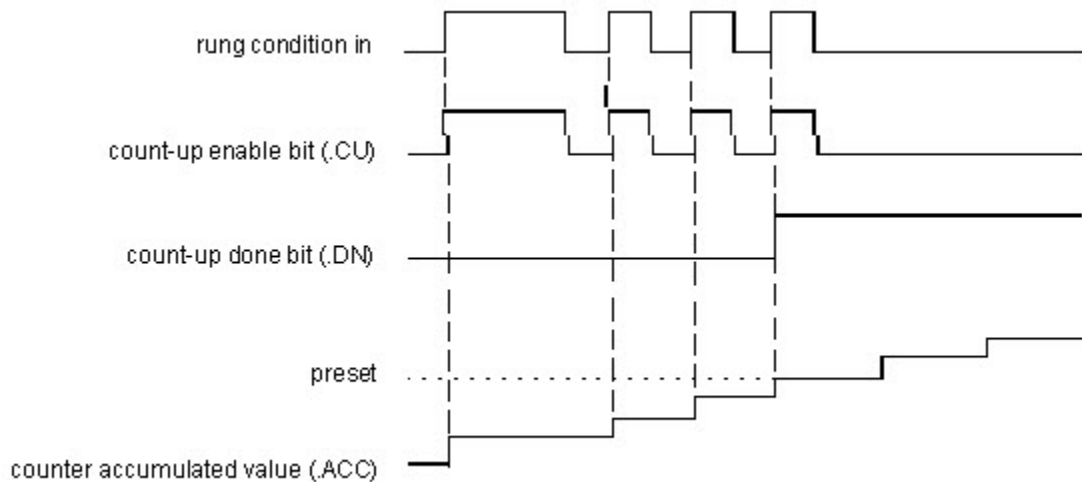 rung condition in
count-up enable bit (.CU)
count-up done bit (.DN)
preset
counter accumulated value (.ACC)